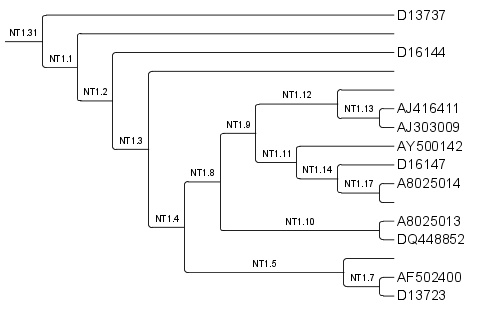 D13737
NT1.31
NT1.1
D16144
NT1.2
NT1.12
AJ416411
NT1.13
NT1.9
AJ303009
NT1.3
AY500142
NT1.11
D16147
NT1.14
NT1.8
A8025014
NT1.17
NT1.4
A8025013
NT1.10
DQ448852
NT1.5
AF502400
NT1.7
D13723